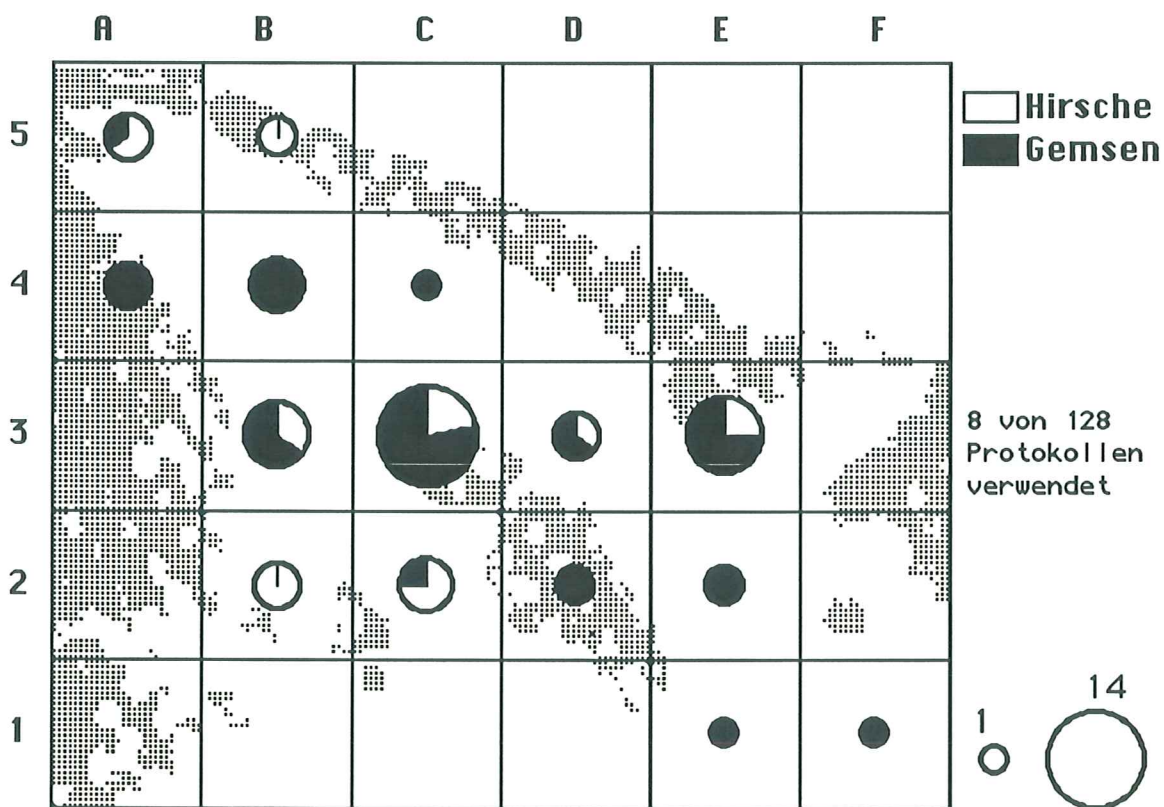 A B C D E F
5
4
3
2
1
Hirsche
Gemsen
8 von 128
Protokollen
verwendet
1
14